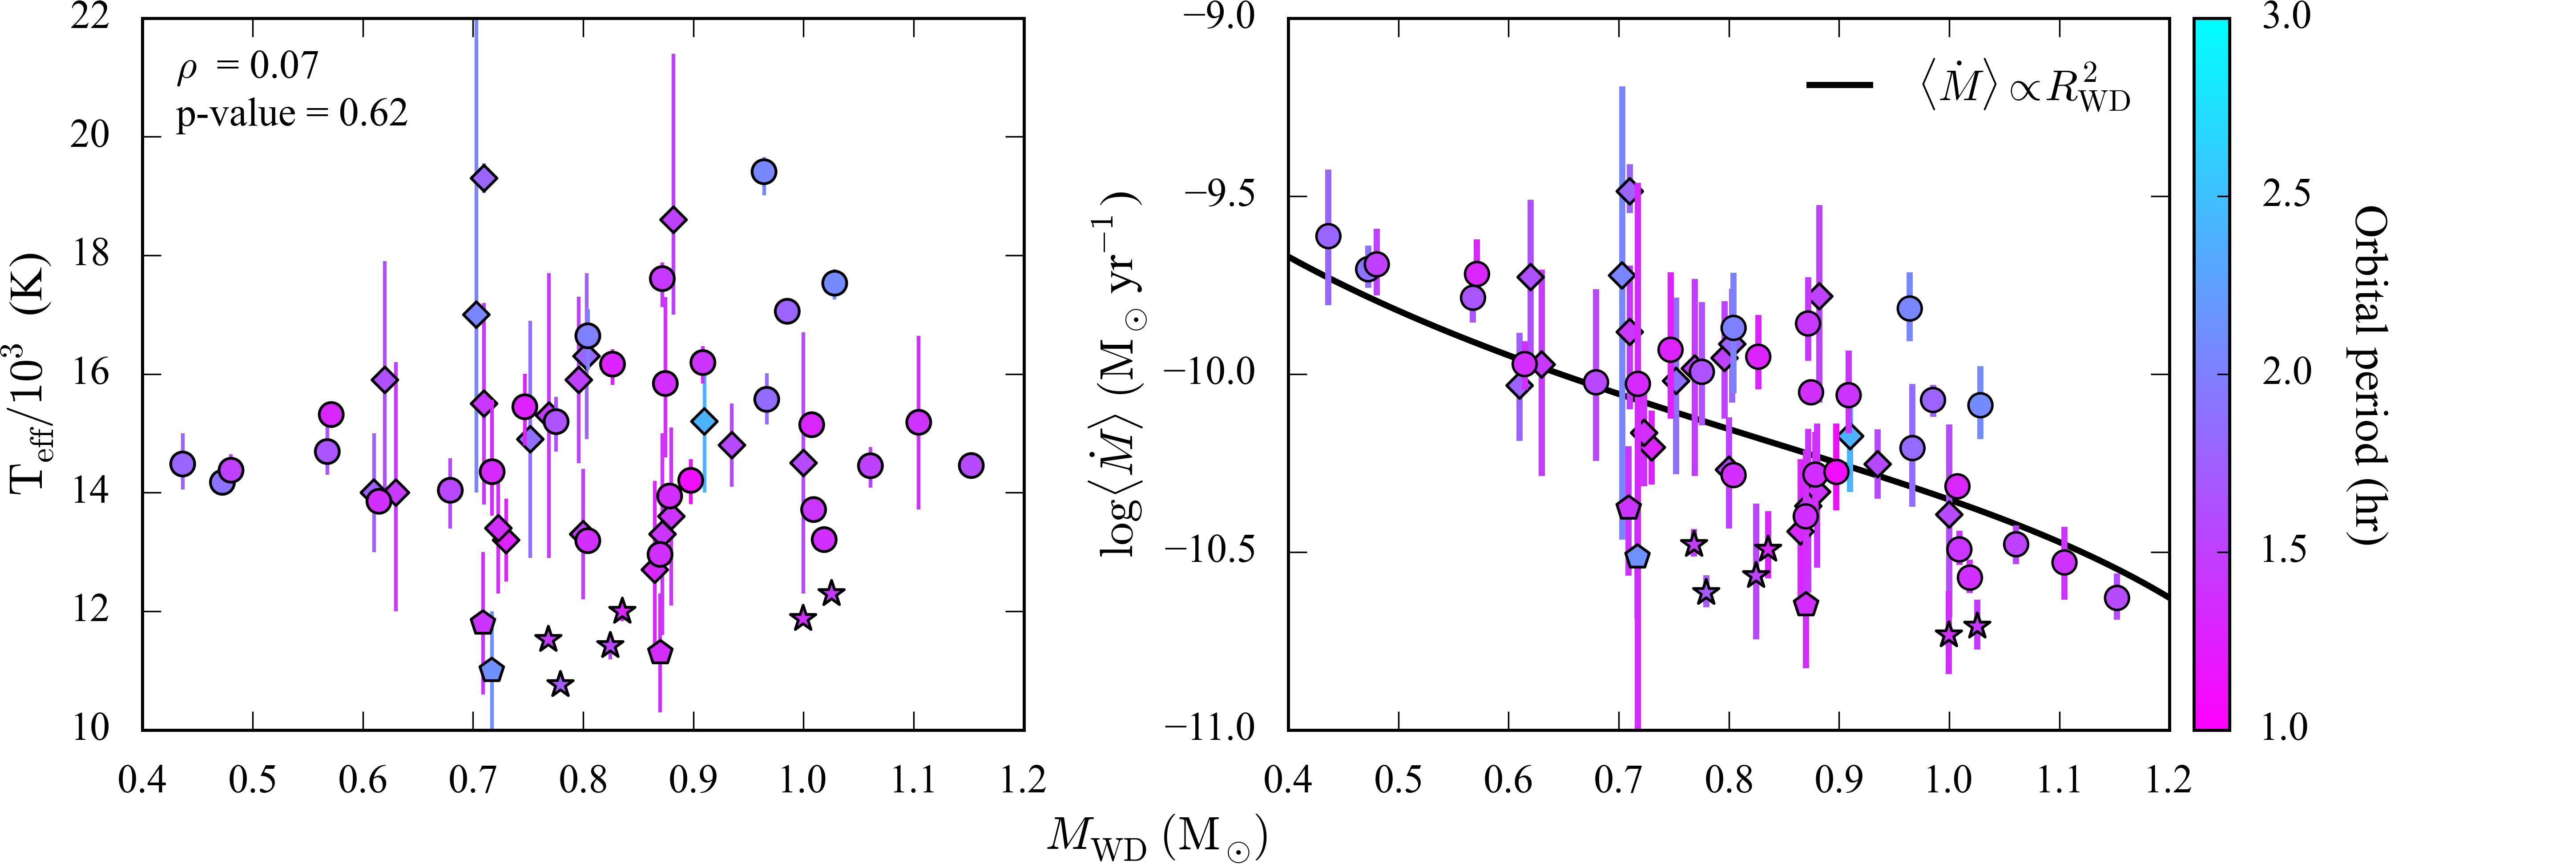 ρ = 0.07
p-value = 0.62
T_eff/10^3 (K)
22
20
18
16
14
12
10
0.4 0.5 0.6 0.7 0.8 0.9 1.0 1.1 1.2
⟨Ṁ⟩ ∝ R²_WD
log⟨Ṁ⟩ (M_⊙ yr^−1)
−9.0
−9.5
−10.0
−10.5
−11.0
0.4 0.5 0.6 0.7 0.8 0.9 1.0 1.1 1.2
M_WD (M_⊙)
3.0
2.5
2.0
1.5
1.0
Orbital period (hr)